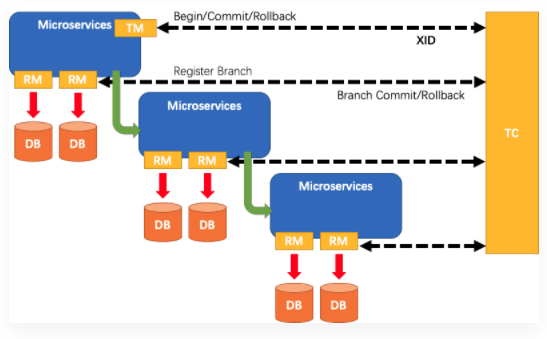 Begin/Commit/Rollback
Microservices
TM
XID
RM
RM
Register Branch
Branch Commit/Rollback
Microservices
DB
DB
TC
RM
RM
Microservices
DB
DB
RM
RM
DB
DB